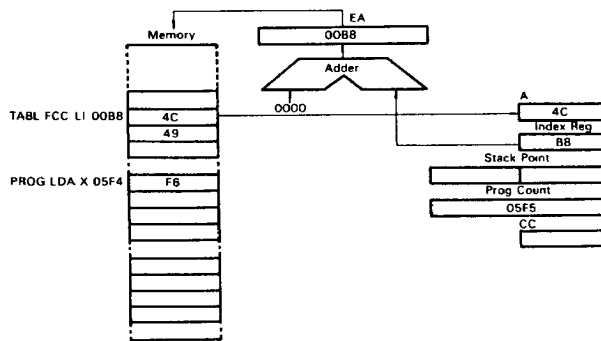 EA
Memory
00B8
Adder
A
TABL FCC LI 00B8
4C
0000
4C
49
Index Reg
B8
Stack Point
PROG LDA X 05F4
F6
Prog Count
05F5
CC